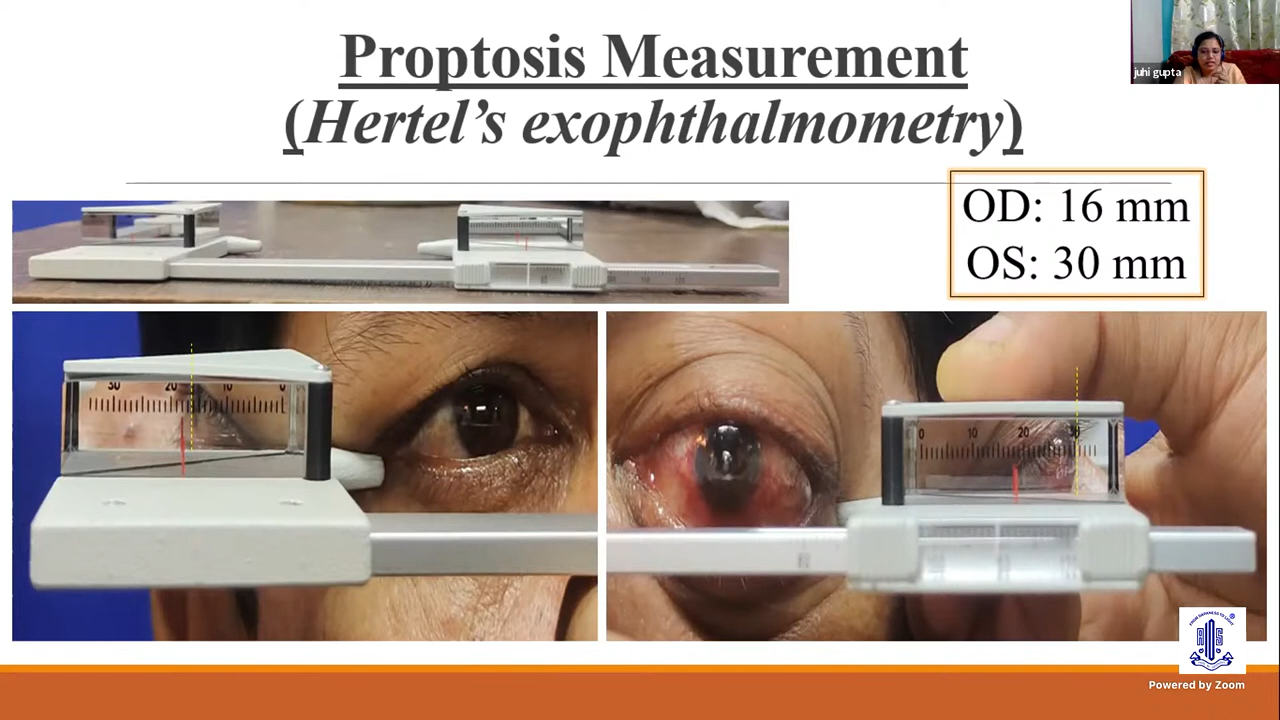 Proptosis Measurement
(Hertel’s exophthalmometry)
juhi gupta
OD: 16 mm
OS: 30 mm
30 20 10 0
0 10 20 30
Powered by Zoom